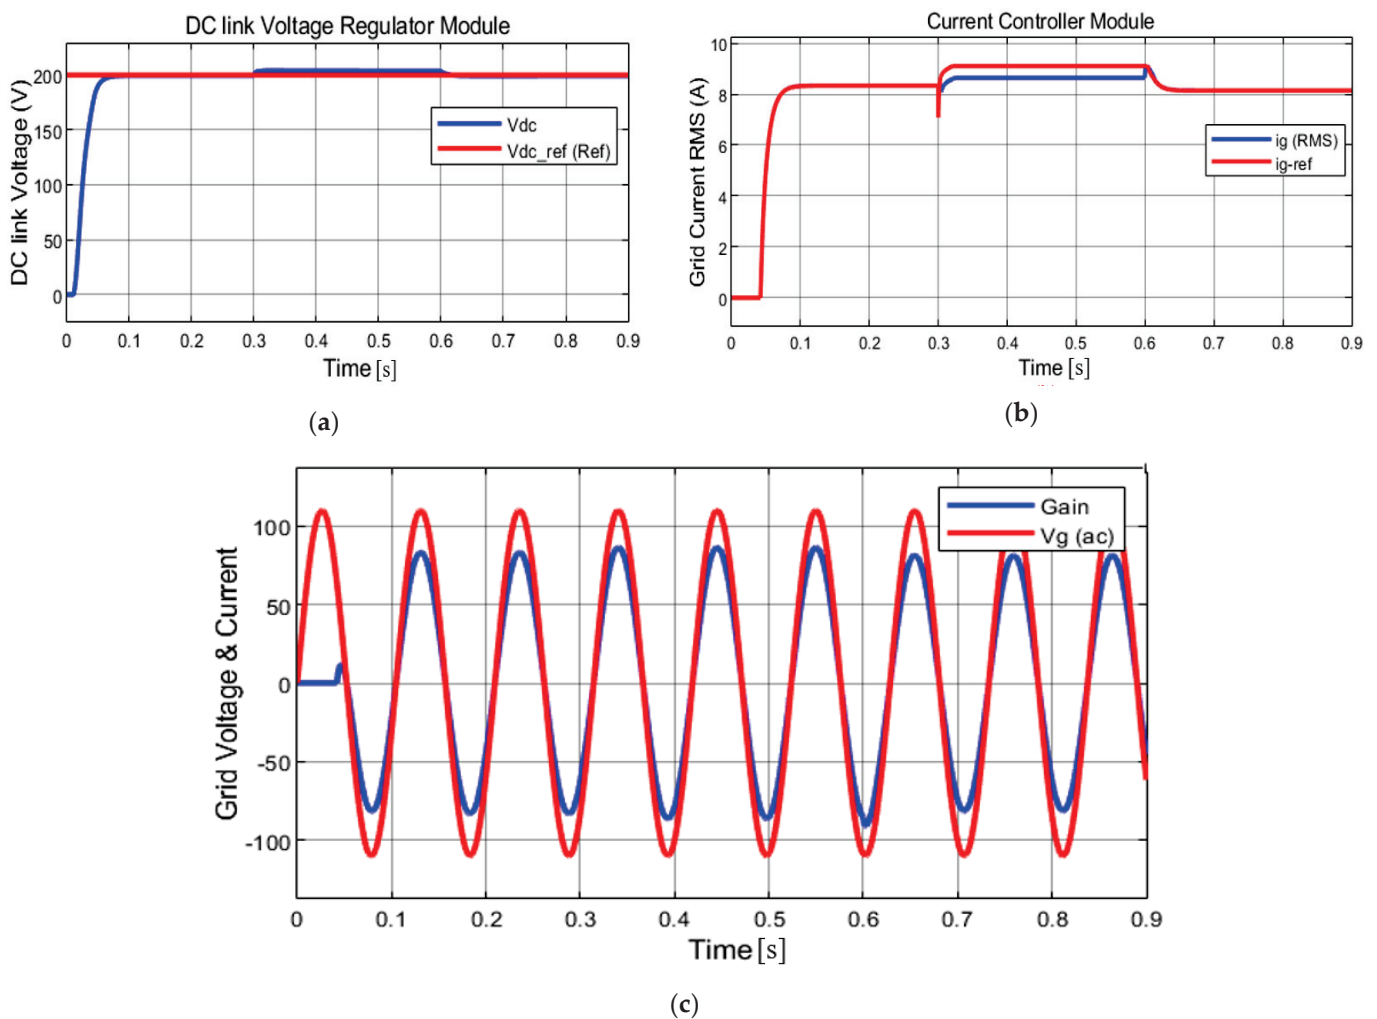 DC link Voltage Regulator Module
DC link Voltage (V)
200
150
100
50
0
Vdc
Vdc_ref (Ref)
0 0.1 0.2 0.3 0.4 0.5 0.6 0.7 0.8 0.9
Time [s]
(a)
Current Controller Module
Grid Current RMS (A)
10
8
6
4
2
0
ig (RMS)
ig-ref
0 0.1 0.2 0.3 0.4 0.5 0.6 0.7 0.8 0.9
Time [s]
(b)
Grid Voltage & Current
100
50
0
-50
-100
Gain
Vg (ac)
0 0.1 0.2 0.3 0.4 0.5 0.6 0.7 0.8 0.9
Time [s]
(c)